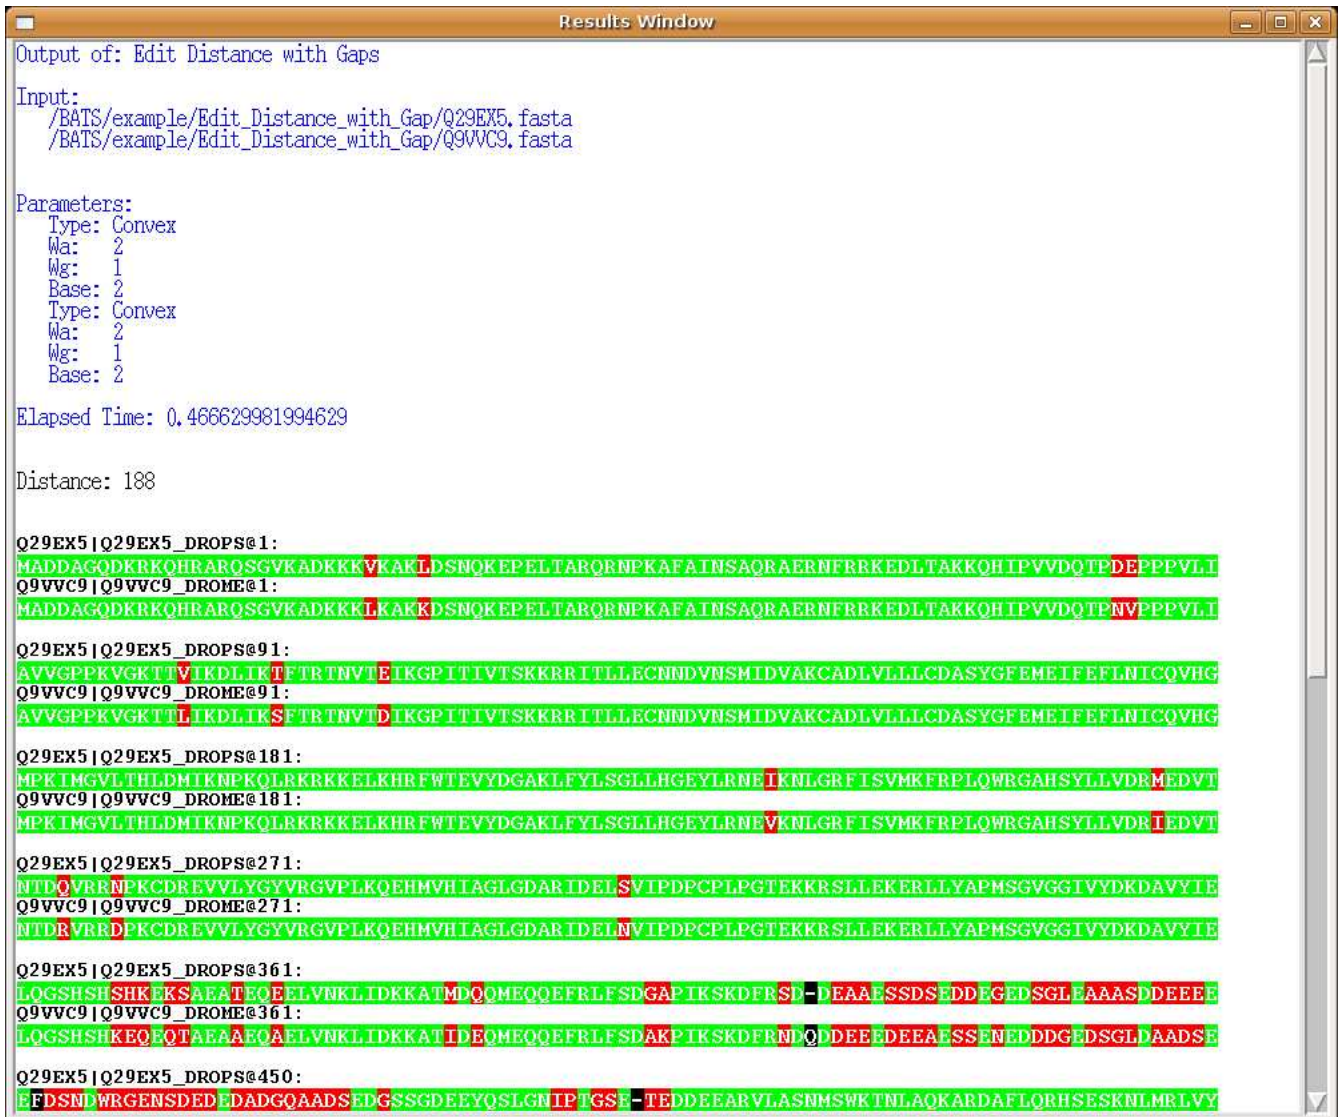 Results Window
Output of: Edit Distance with Gaps
Input:
/BATS/example/Edit_Distance_with_Gap/Q29EX5.fasta
/BATS/example/Edit_Distance_with_Gap/Q9VVC9.fasta
Parameters:
Type: Convex
Wa: 2
Wg: 1
Base: 2
Type: Convex
Wa: 2
Wg: 1
Base: 2
Elapsed Time: 0.466629981994629
Distance: 188
Q29EX5|Q29EX5_DROPS@1:
MADDAGQDKRKQHRARQSGVKADKKKVKAKLDSNQKEPELTARQRNPKAFAINSAQRAERNFRRKEDLTAKKQHIPVVDQTPDEPPPVLI
Q9VVC9|Q9VVC9_DROME@1:
MADDAGQDKRKQHRARQSGVKADKKKLKAKKDSNQKEPELTARQRNPKAFAINSAQRAERNFRRKEDLTAKKQHIPVVDQTPNVPPPVLI
Q29EX5|Q29EX5_DROPS@91:
AVVGPPKVGKTTVIKDLIKTFTRTNVTEIKGPITIVTSKKRRITLLECNNDVNSMIDVAKCADLVLLLCDASYGFEMEIFEFLNICQVHG
Q9VVC9|Q9VVC9_DROME@91:
AVVGPPKVGKTTLIKDLIKSFTRTNVTDIKGPITIVTSKKRRITLLECNNDVNSMIDVAKCADLVLLLCDASYGFEMEIFEFLNICQVHG
Q29EX5|Q29EX5_DROPS@181:
MPKIMGVLTHLDMIKNPKQLRKRKKELKHRFWTEVYDGAKLFYLSGLLHGEYLRNEIKNLGRFISVMKFRPLQWRGAHSYLLVDRMEDVT
Q9VVC9|Q9VVC9_DROME@181:
MPKIMGVLTHLDMIKNPKQLRKRKKELKHRFWTEVYDGAKLFYLSGLLHGEYLRNEVKNLGRFISVMKFRPLQWRGAHSYLLVDRIEDVT
Q29EX5|Q29EX5_DROPS@271:
NTDQVRRNPKCDREVVLYGYVRGVPLKQEHMVHIAGLGDARIDELSVIPDPCPLPGTEKKRSLLEKERLLYAPMSGVGGIVYDKDAVYIE
Q9VVC9|Q9VVC9_DROME@271:
NTDRVRRDPKCDREVVLYGYVRGVPLKQEHMVHIAGLGDARIDELNVIPDPCPLPGTEKKRSLLEKERLLYAPMSGVGGIVYDKDAVYIE
Q29EX5|Q29EX5_DROPS@361:
LQGSHSHSHKEKSAEATEQEELVNKLIDKKATMDQQMEQQEFRLFSDGAPIKSKDFRSD-DEAAESSDSEDDEGEDSGLEAAASDDEEEE
Q9VVC9|Q9VVC9_DROME@361:
LQGSHSHKEQEQTAEAAEQAELVNKLIDKKATIDEQMEQQEFRLFSDAKPIKSKDFRNDQDDEEEDEEAESSENEDDDGEDSGLDAADSE
Q29EX5|Q29EX5_DROPS@450:
EFDSNDWRGENSDEDEDADGQAADSEDGSSGDEEYQSLGNIPTGSE-TEDDEEARVLASNMSWKTNLAQKARDAFLQRHSESKNLMRLVY